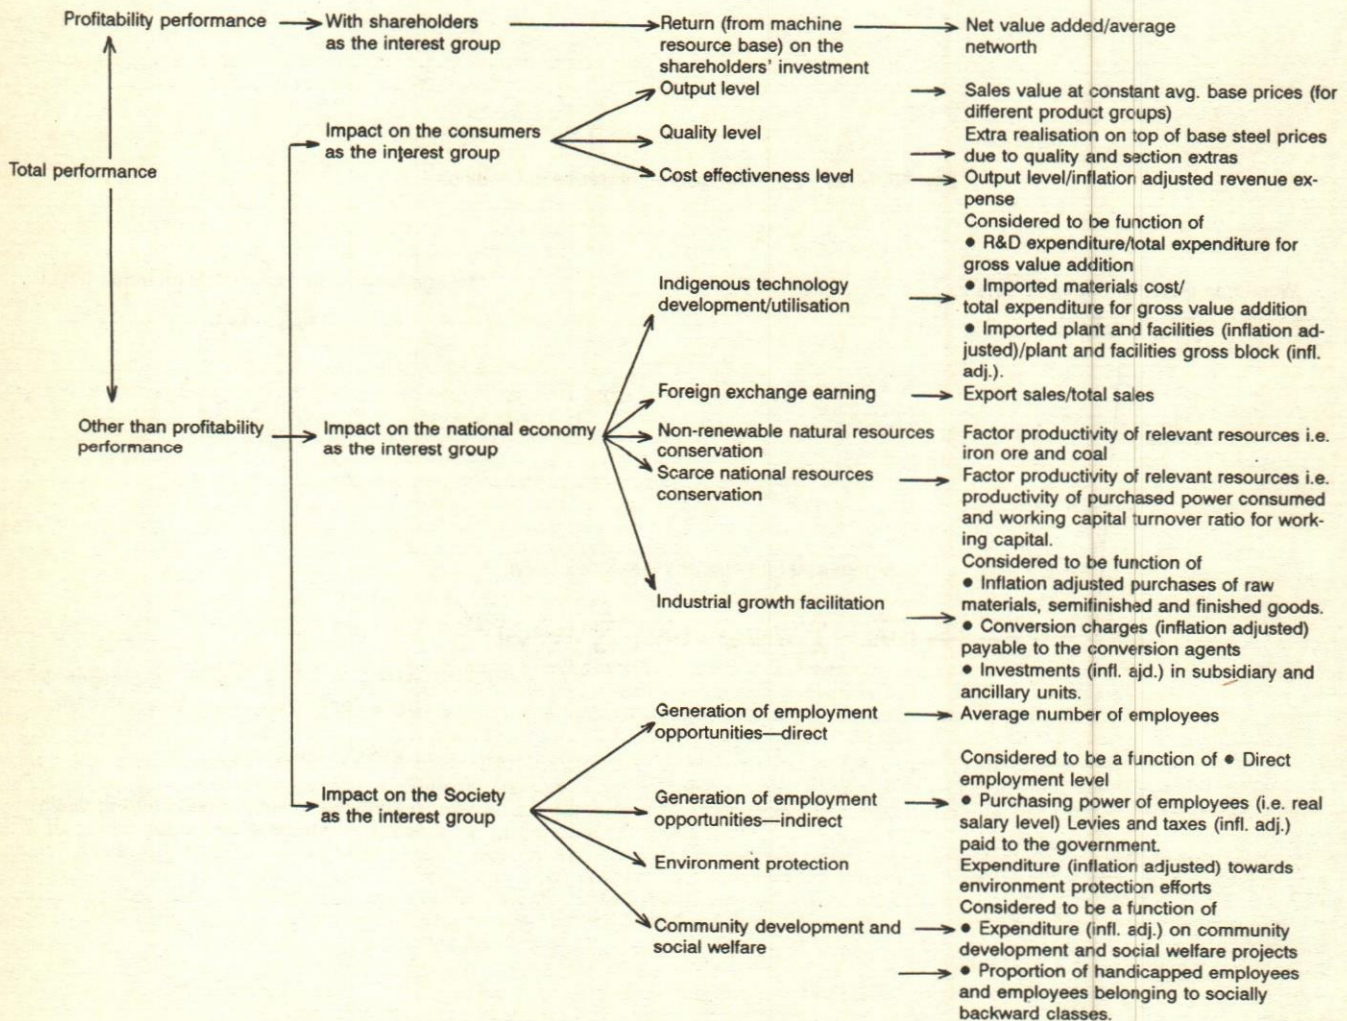 Profitability performance
With shareholders
as the interest group
Return (from machine
resource base) on the
shareholders' investment
Net value added/average
networth
Total performance
Impact on the consumers
as the interest group
Output level
Sales value at constant avg. base prices (for
different product groups)
Quality level
Extra realisation on top of base steel prices
due to quality and section extras
Cost effectiveness level
Output level/inflation adjusted revenue ex-
pense
Other than profitability
performance
Impact on the national economy
as the interest group
Indigenous technology
development/utilisation
Considered to be function of
● R&D expenditure/total expenditure for
gross value addition
● Imported materials cost/
total expenditure for gross value addition
● Imported plant and facilities (inflation ad-
justed)/plant and facilities gross block (infl.
adj.).
Foreign exchange earning
Export sales/total sales
Non-renewable natural resources
conservation
Factor productivity of relevant resources i.e.
iron ore and coal
Scarce national resources
conservation
Factor productivity of relevant resources i.e.
productivity of purchased power consumed
and working capital turnover ratio for work-
ing capital.
Industrial growth facilitation
Considered to be function of
● Inflation adjusted purchases of raw
materials, semifinished and finished goods.
● Conversion charges (inflation adjusted)
payable to the conversion agents
● Investments (infl. ajd.) in subsidiary and
ancillary units.
Impact on the Society
as the interest group
Generation of employment
opportunities—direct
Average number of employees
Generation of employment
opportunities—indirect
Considered to be a function of ● Direct
employment level
● Purchasing power of employees (i.e. real
salary level) Levies and taxes (infl. adj.)
paid to the government.
Environment protection
Expenditure (inflation adjusted) towards
environment protection efforts
Community development and
social welfare
Considered to be a function of
● Expenditure (infl. adj.) on community
development and social welfare projects
● Proportion of handicapped employees
and employees belonging to socially
backward classes.